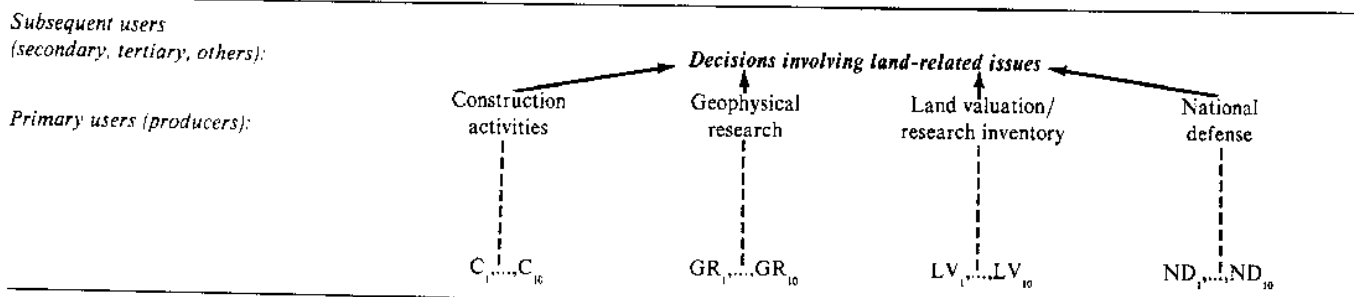 Subsequent users
(secondary, tertiary, others):
Decisions involving land-related issues
Primary users (producers):
Construction
activities
Geophysical
research
Land valuation/
research inventory
National
defense
C₁,...,C₁₀
GR₁,...,GR₁₀
LV₁,...,LV₁₀
ND₁,...,ND₁₀